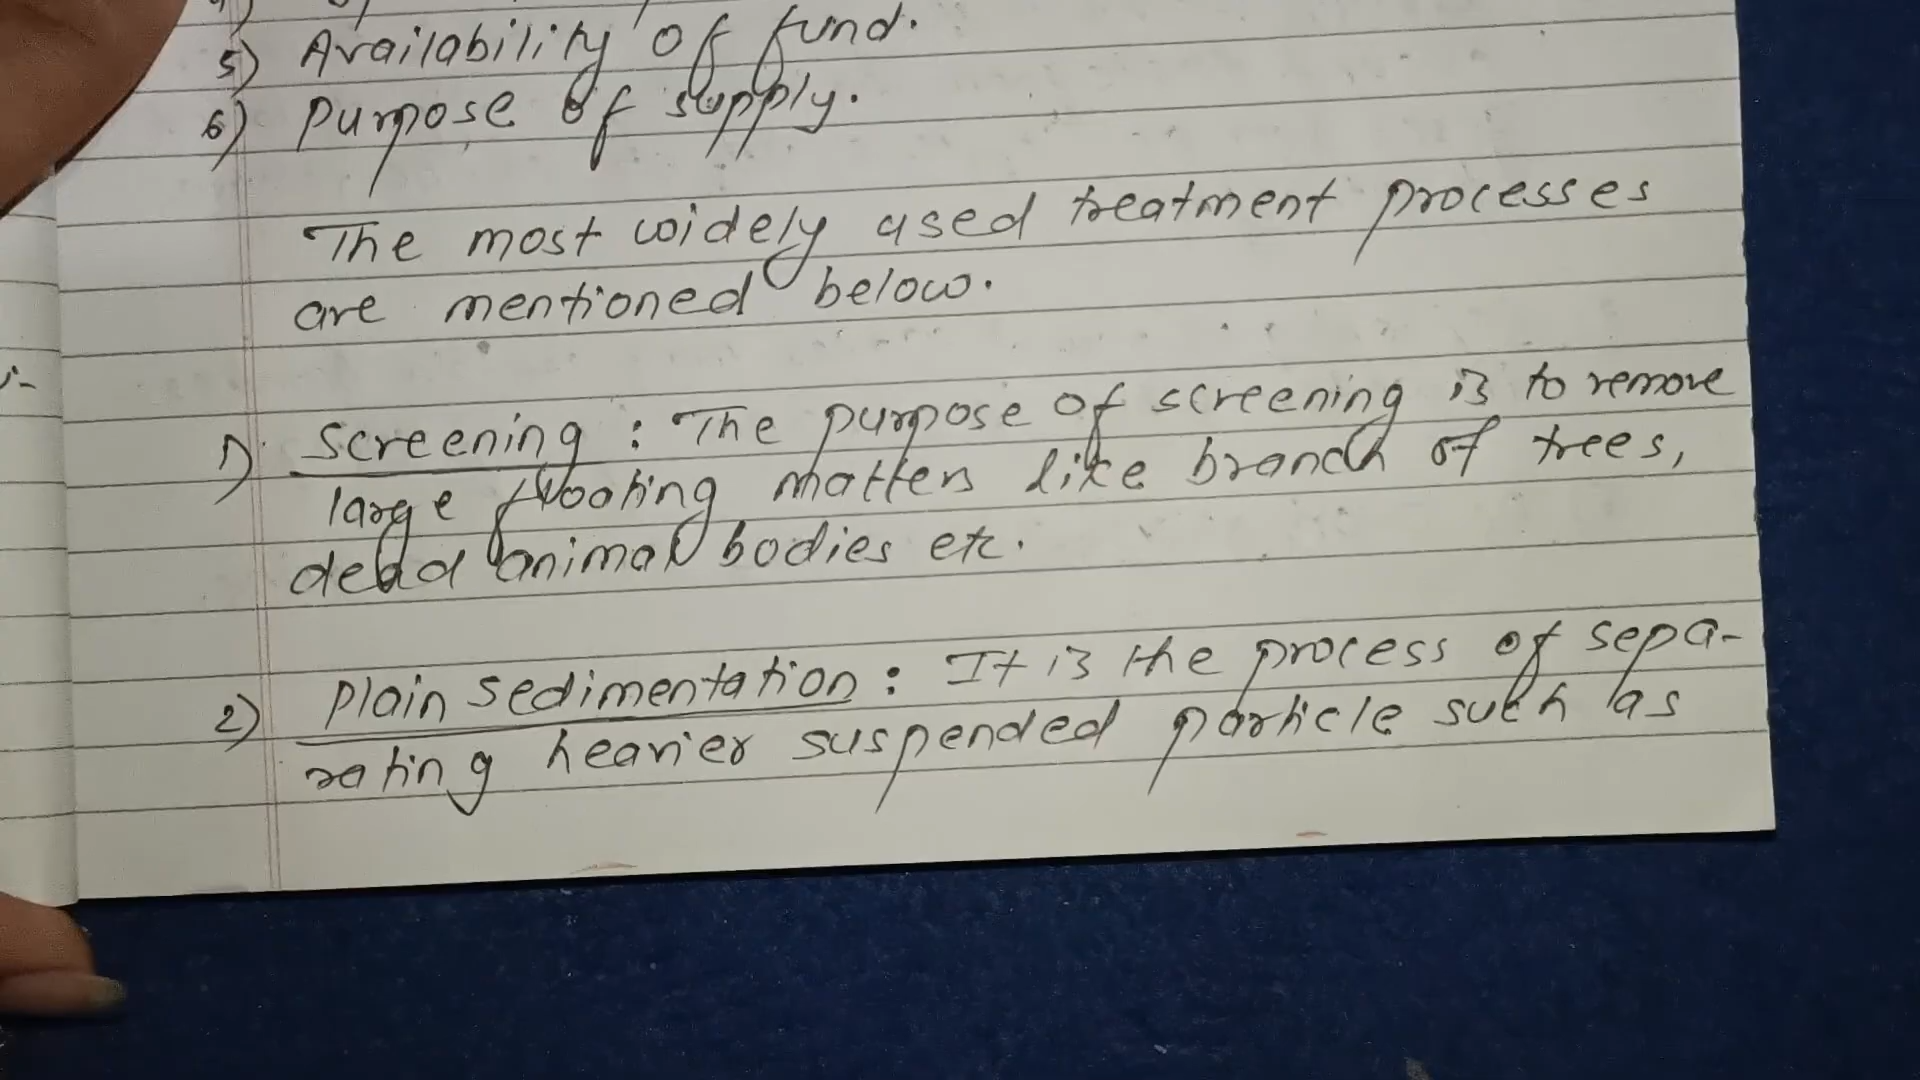 5) Availability of fund.
6) Purpose of supply.
The most widely used treatment processes
are mentioned below.
1) Screening : The purpose of screening is to remove
large floating matters like branch of trees,
dead animal bodies etc.
2) Plain sedimentation : It is the process of sepa-
rating heavier suspended particle such as